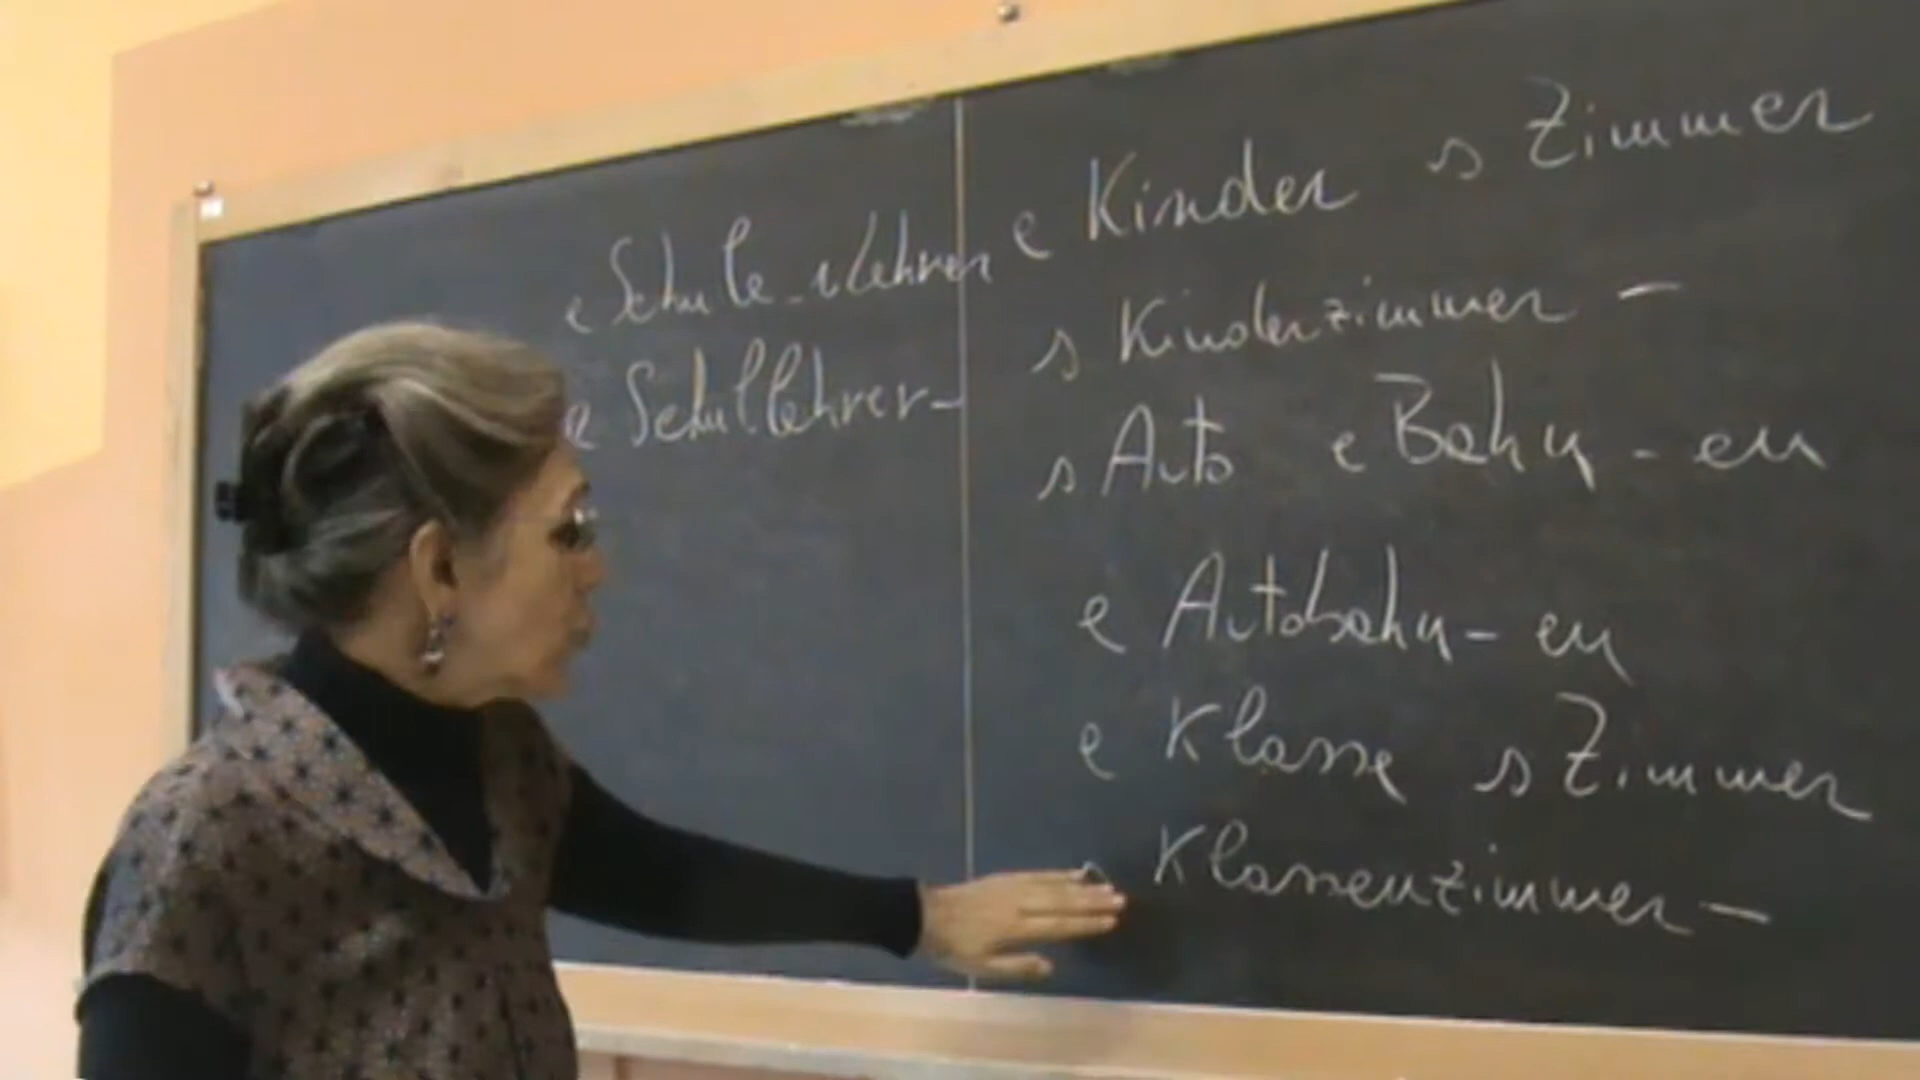 e Schule - r Lehrer
e Schullehrer -
e Kinder s Zimmer
s Kinderzimmer -
s Auto e Bahn - en
e Autobahn - en
e Klasse s Zimmer
s Klassenzimmer -